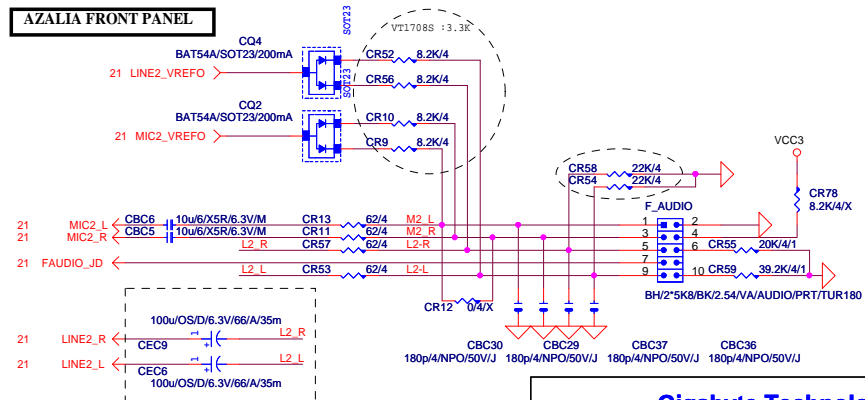 AZALIA FRONT PANEL
SOT23
CQ4
BAT54A/SOT23/200mA
VT1708S :3.3K
CR52 8.2K/4
21 LINE2_VREFO
SOT23
CR56 8.2K/4
CQ2
BAT54A/SOT23/200mA
CR10 8.2K/4
21 MIC2_VREFO
CR9 8.2K/4
VCC3
CR58 22K/4
CR54 22K/4
CR78
8.2K/4/X
F_AUDIO
21 MIC2_L CBC6 10u/6/X5R/6.3V/M CR13 62/4 M2_L 1 2
21 MIC2_R CBC5 10u/6/X5R/6.3V/M CR11 62/4 M2_R 3 4
L2_R CR57 62/4 L2-R 5 6 CR55 20K/4/1
21 FAUDIO_JD 7
L2_L CR53 62/4 L2-L 9 10 CR59 39.2K/4/1
BH/2*5K8/BK/2.54/VA/AUDIO/PRT/TUR180
CR12 0/4/X
100u/OS/D/6.3V/66/A/35m
21 LINE2_R 1 + L2_R
CEC9
CBC30 CBC29 CBC37 CBC36
180p/4/NPO/50V/J 180p/4/NPO/50V/J 180p/4/NPO/50V/J 180p/4/NPO/50V/J
21 LINE2_L 1 + L2_L
CEC6
100u/OS/D/6.3V/66/A/35m
Gigabyte Technol